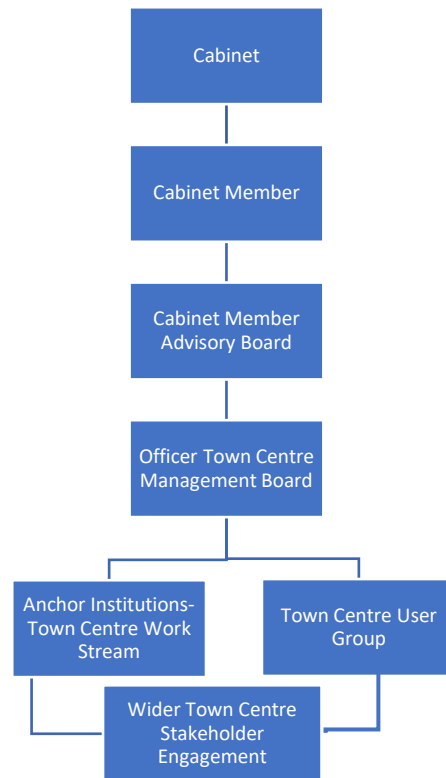 Cabinet
Cabinet Member
Cabinet Member
Advisory Board
Officer Town Centre
Management Board
Anchor Institutions-
Town Centre Work
Stream
Town Centre User
Group
Wider Town Centre
Stakeholder
Engagement